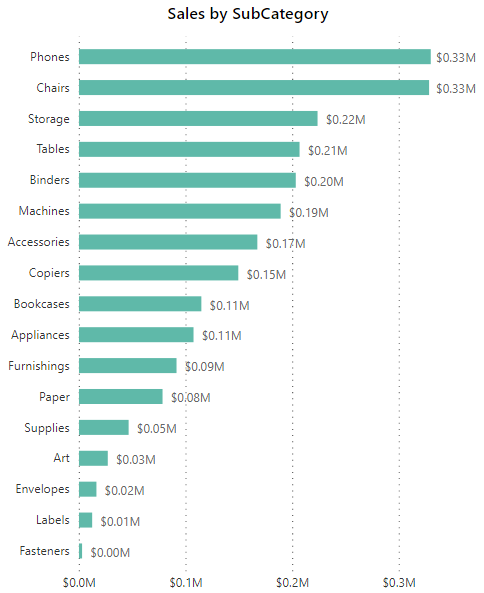 Sales by SubCategory
Phones $0.33M
Chairs $0.33M
Storage $0.22M
Tables $0.21M
Binders $0.20M
Machines $0.19M
Accessories $0.17M
Copiers $0.15M
Bookcases $0.11M
Appliances $0.11M
Furnishings $0.09M
Paper $0.08M
Supplies $0.05M
Art $0.03M
Envelopes $0.02M
Labels $0.01M
Fasteners $0.00M
$0.0M $0.1M $0.2M $0.3M